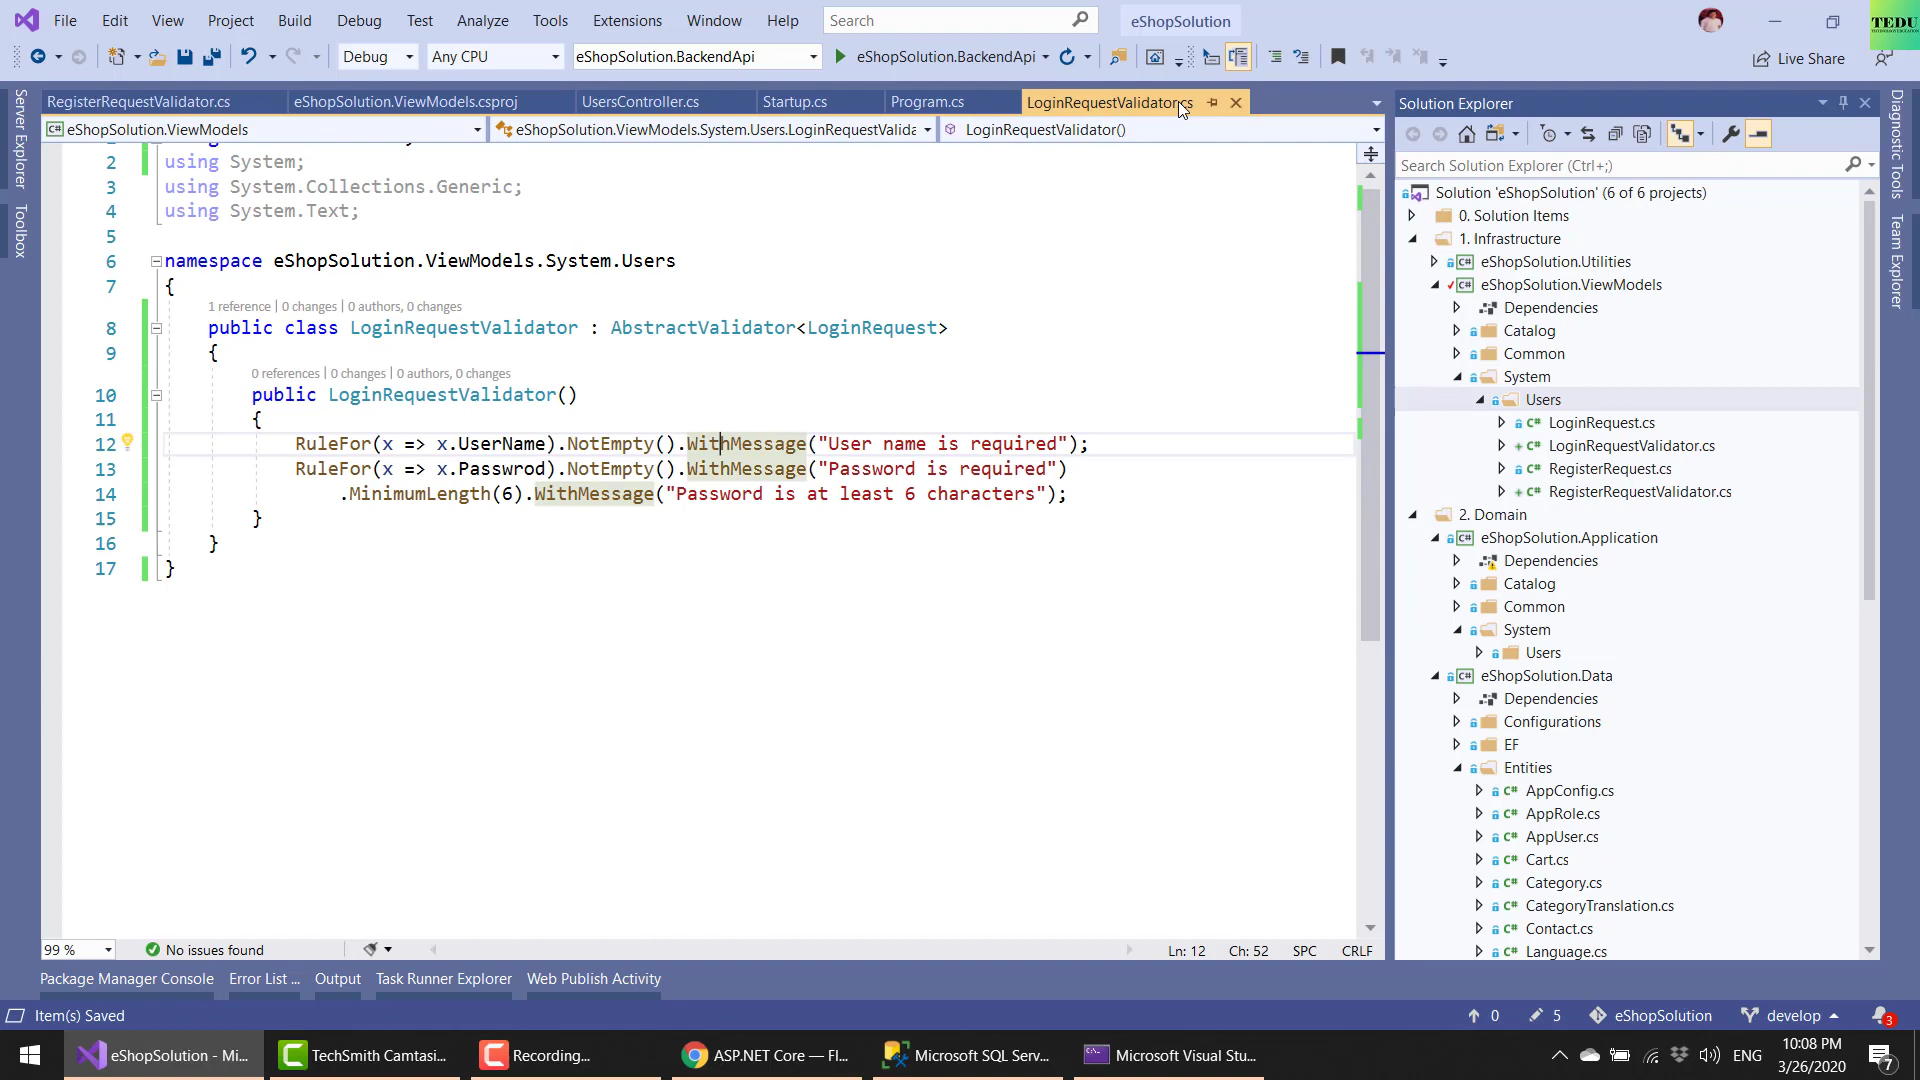 File Edit View Project Build Debug Test Analyze Tools Extensions Window Help Search eShopSolution TEDU
Debug Any CPU eShopSolution.BackendApi eShopSolution.BackendApi Live Share
RegisterRequestValidator.cs eShopSolution.ViewModels.csproj UsersController.cs Startup.cs Program.cs LoginRequestValidator.cs
eShopSolution.ViewModels eShopSolution.ViewModels.System.Users.LoginRequestValida LoginRequestValidator()
Server Explorer
Toolbox
2 using System;
3 using System.Collections.Generic;
4 using System.Text;
5
6 namespace eShopSolution.ViewModels.System.Users
7 {
1 reference | 0 changes | 0 authors, 0 changes
8 public class LoginRequestValidator : AbstractValidator<LoginRequest>
9 {
0 references | 0 changes | 0 authors, 0 changes
10 public LoginRequestValidator()
11 {
12 RuleFor(x => x.UserName).NotEmpty().WithMessage("User name is required");
13 RuleFor(x => x.Passwrod).NotEmpty().WithMessage("Password is required")
14 .MinimumLength(6).WithMessage("Password is at least 6 characters");
15 }
16 }
17 }
99 % No issues found Ln: 12 Ch: 52 SPC CRLF
Solution Explorer
Search Solution Explorer (Ctrl+;)
Solution 'eShopSolution' (6 of 6 projects)
0. Solution Items
1. Infrastructure
eShopSolution.Utilities
eShopSolution.ViewModels
Dependencies
Catalog
Common
System
Users
LoginRequest.cs
LoginRequestValidator.cs
RegisterRequest.cs
RegisterRequestValidator.cs
2. Domain
eShopSolution.Application
Dependencies
Catalog
Common
System
Users
eShopSolution.Data
Dependencies
Configurations
EF
Entities
AppConfig.cs
AppRole.cs
AppUser.cs
Cart.cs
Category.cs
CategoryTranslation.cs
Contact.cs
Language.cs
Diagnostic Tools
Team Explorer
Package Manager Console Error List ... Output Task Runner Explorer Web Publish Activity
Item(s) Saved 0 5 eShopSolution develop 3
eShopSolution - Mi... TechSmith Camtasi... Recording... ASP.NET Core — Fl... Microsoft SQL Serv... Microsoft Visual Stu... ENG 10:08 PM 7
3/26/2020